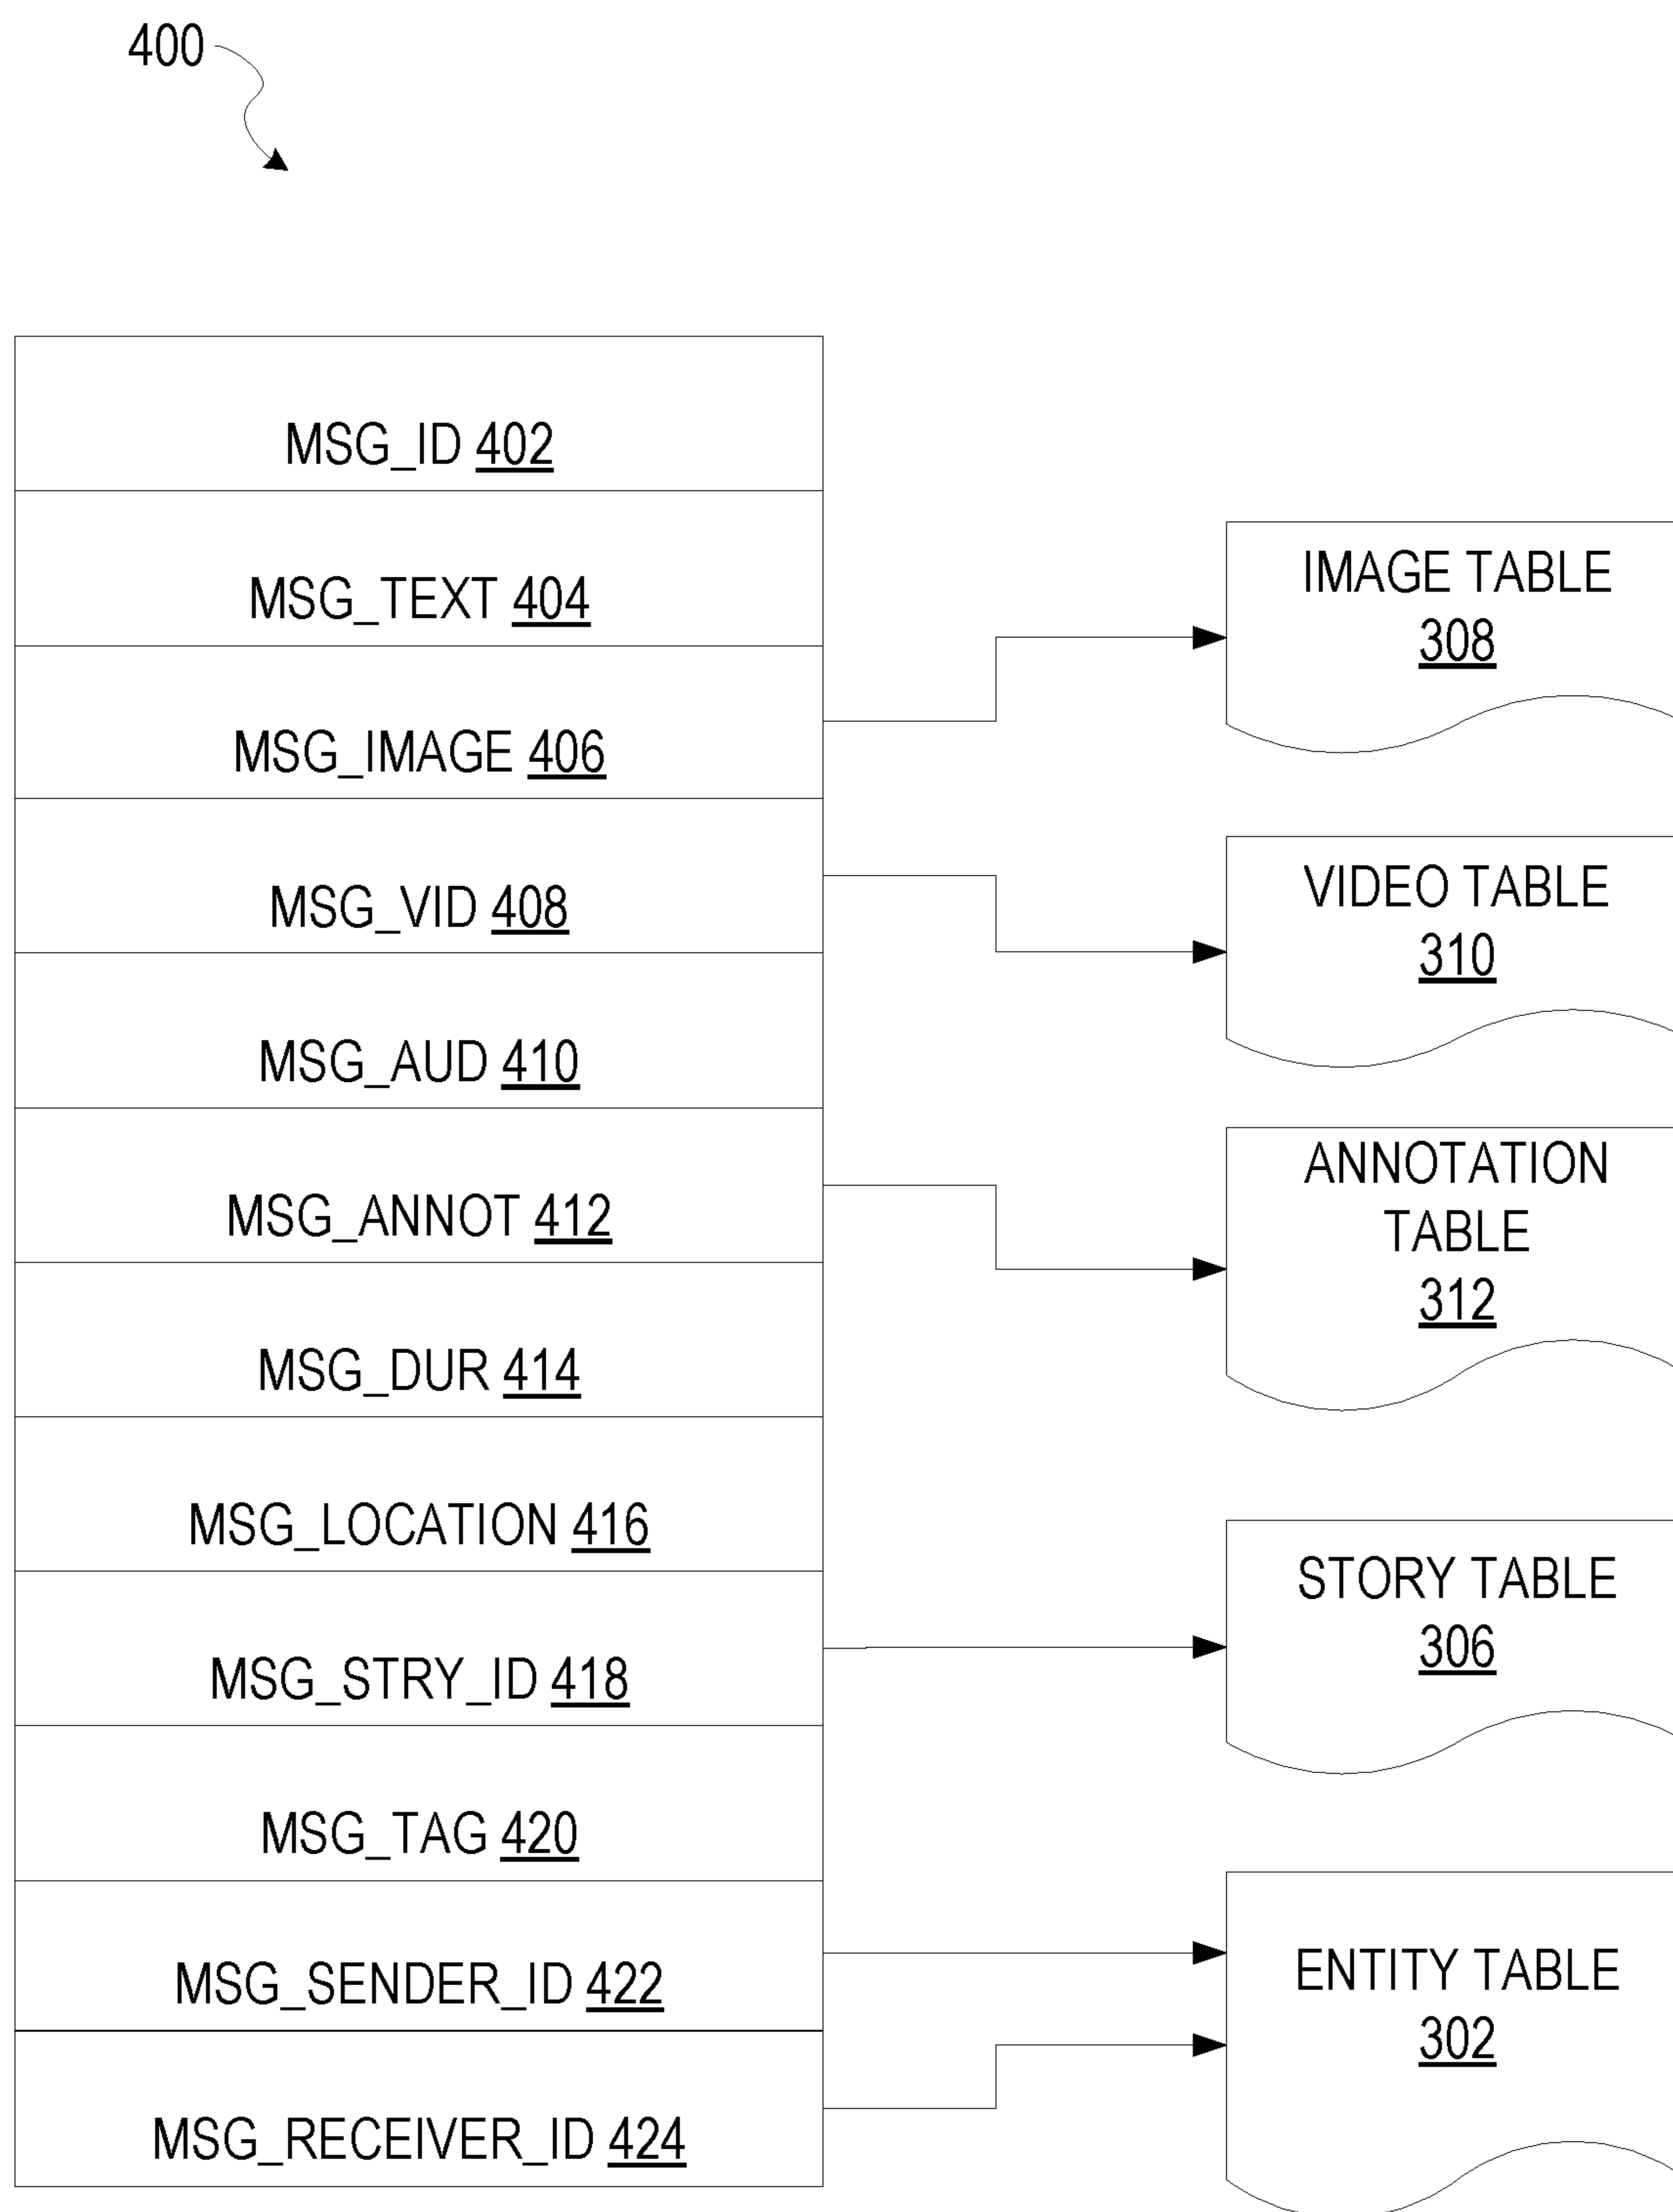 400
MSG_ID 402
MSG_TEXT 404
MSG_IMAGE 406
MSG_VID 408
MSG_AUD 410
MSG_ANNOT 412
MSG_DUR 414
MSG_LOCATION 416
MSG_STRY_ID 418
MSG_TAG 420
MSG_SENDER_ID 422
MSG_RECEIVER_ID 424
IMAGE TABLE
308
VIDEO TABLE
310
ANNOTATION
TABLE
312
STORY TABLE
306
ENTITY TABLE
302